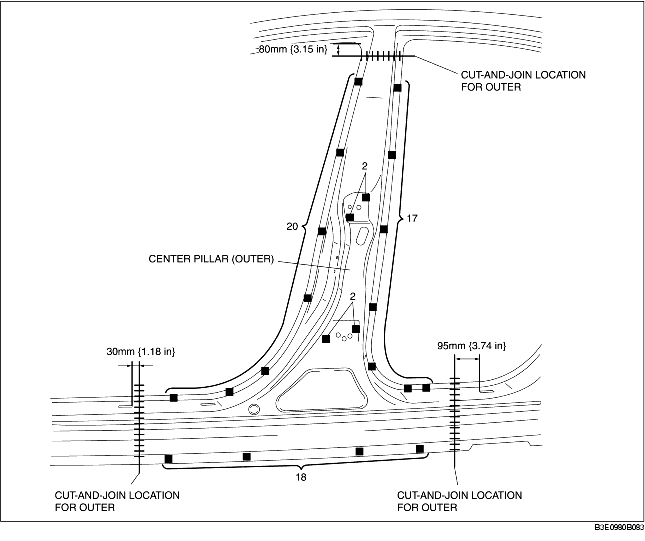 80mm {3.15 in}
CUT-AND-JOIN LOCATION
FOR OUTER
2
20
17
CENTER PILLAR (OUTER)
2
30mm {1.18 in}
95mm {3.74 in}
18
CUT-AND-JOIN LOCATION
FOR OUTER
CUT-AND-JOIN LOCATION
FOR OUTER
B3E0980B083